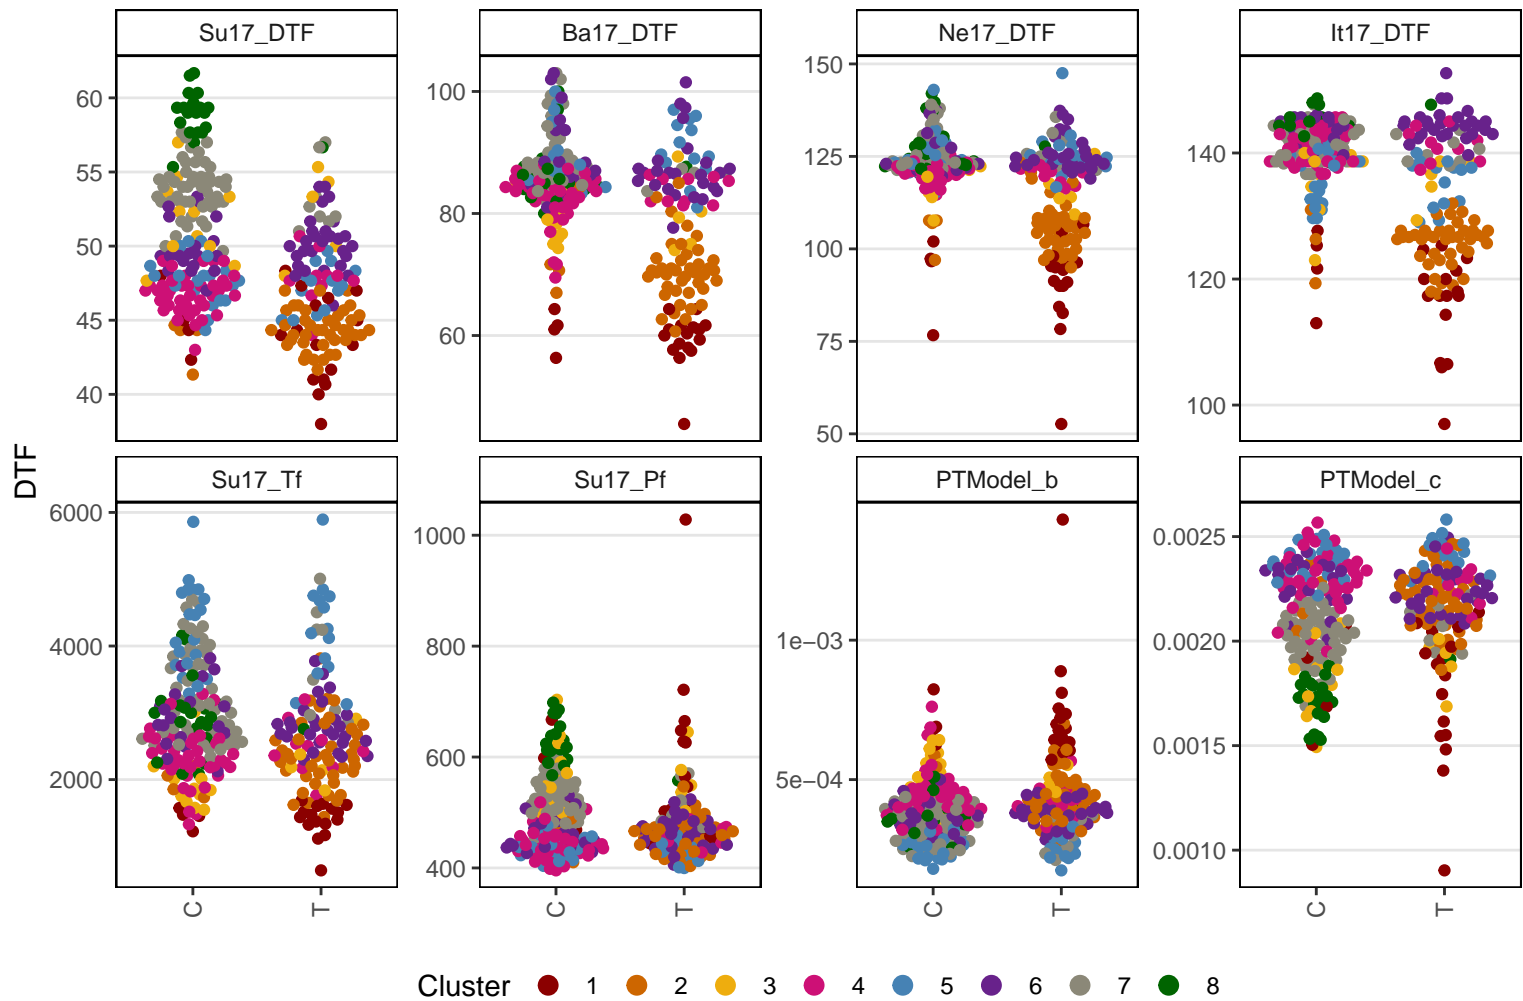 Su17_DTF Ba17_DTF Ne17_DTF It17_DTF
60 55 50 45 40
100 80 60
150 125 100 75 50
140 120 100
DTF
Su17_Tf Su17_Pf PTModel_b PTModel_c
6000 4000 2000
1000 800 600 400
1e−03 5e−04
0.0025 0.0020 0.0015 0.0010
C T C T C T C T
Cluster 1 2 3 4 5 6 7 8